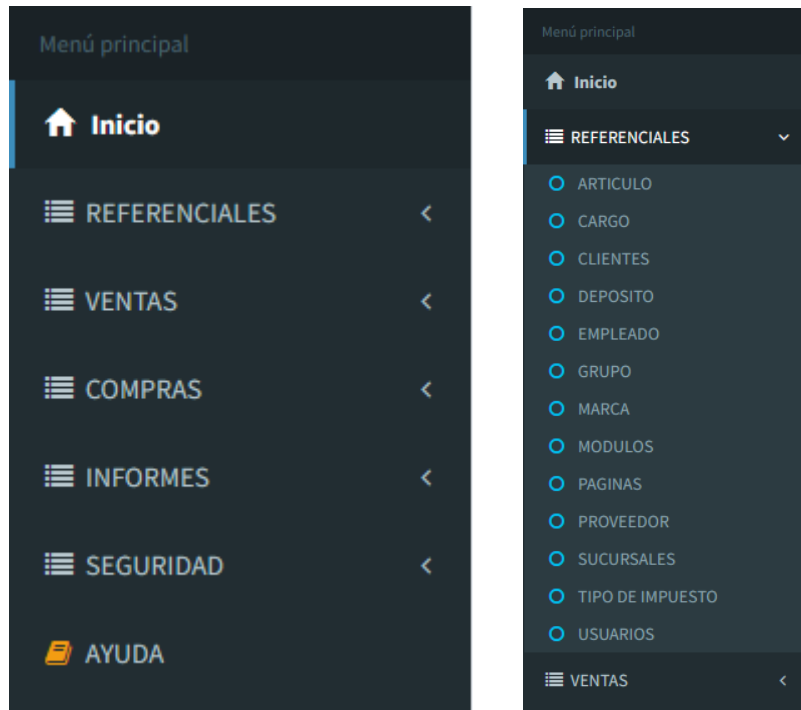 Menú principal
Inicio
REFERENCIALES
VENTAS
COMPRAS
INFORMES
SEGURIDAD
AYUDA
Menú principal
Inicio
REFERENCIALES
ARTICULO
CARGO
CLIENTES
DEPOSITO
EMPLEADO
GRUPO
MARCA
MODULOS
PAGINAS
PROVEEDOR
SUCURSALES
TIPO DE IMPUESTO
USUARIOS
VENTAS